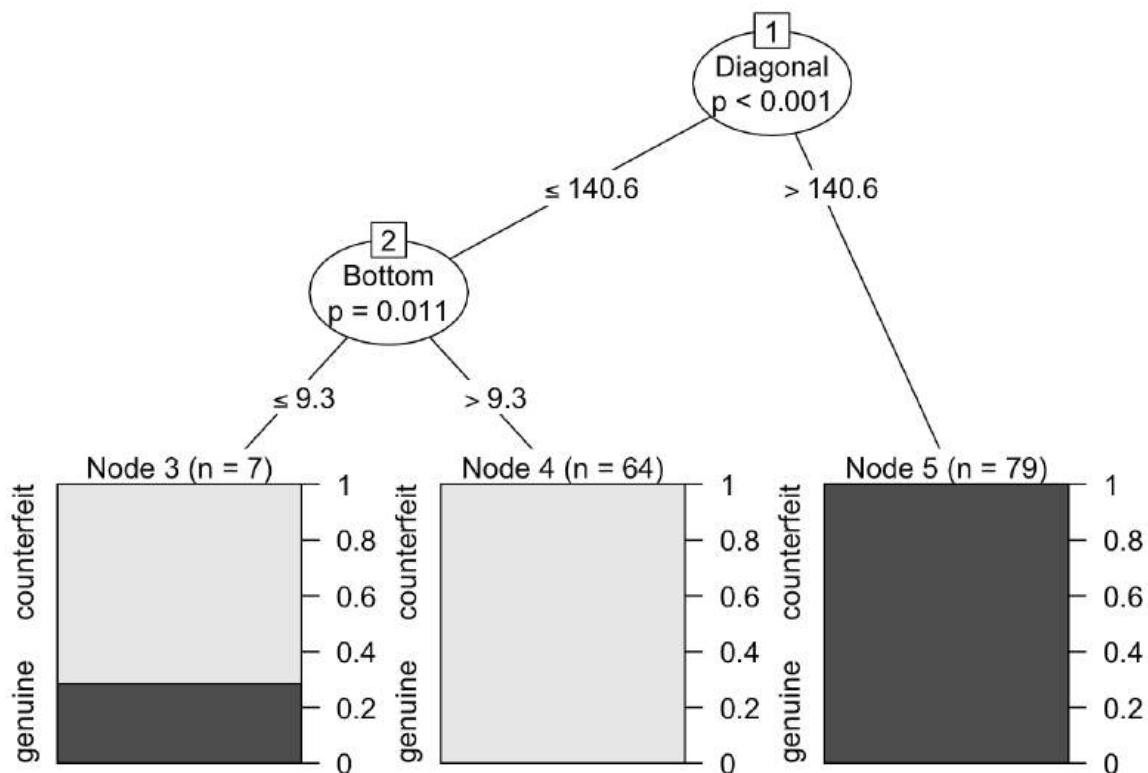 1
Diagonal
p < 0.001
≤ 140.6
> 140.6
2
Bottom
p = 0.011
≤ 9.3
> 9.3
Node 3 (n = 7)
counterfeit
genuine
1
0.8
0.6
0.4
0.2
0
Node 4 (n = 64)
counterfeit
genuine
1
0.8
0.6
0.4
0.2
0
Node 5 (n = 79)
counterfeit
genuine
1
0.8
0.6
0.4
0.2
0